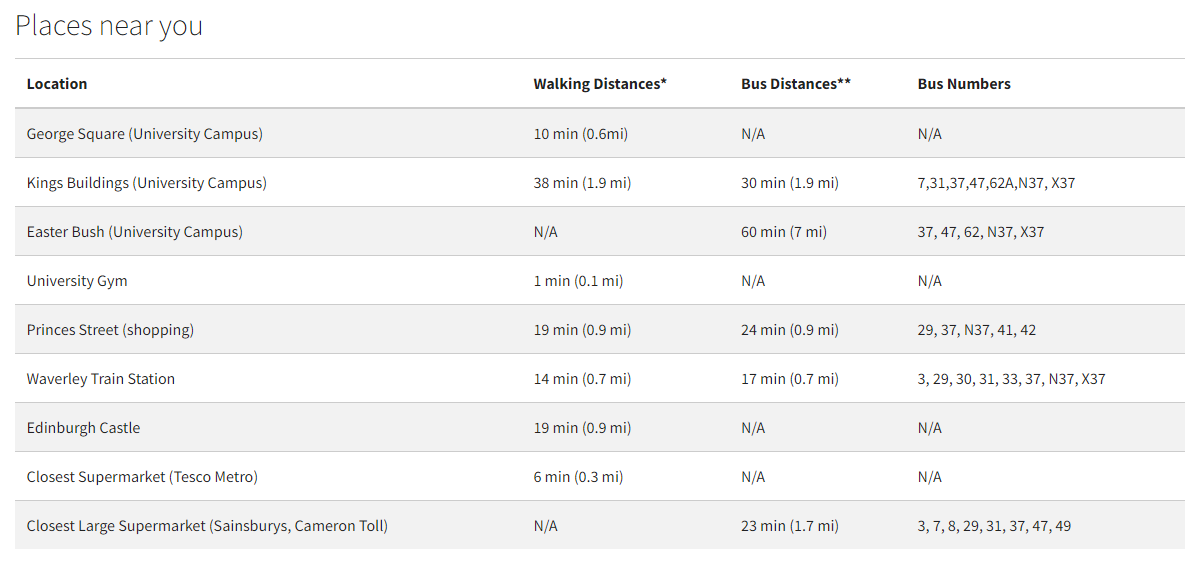 Places near you
Location Walking Distances* Bus Distances** Bus Numbers
George Square (University Campus) 10 min (0.6mi) N/A N/A
Kings Buildings (University Campus) 38 min (1.9 mi) 30 min (1.9 mi) 7,31,37,47,62A,N37, X37
Easter Bush (University Campus) N/A 60 min (7 mi) 37, 47, 62, N37, X37
University Gym 1 min (0.1 mi) N/A N/A
Princes Street (shopping) 19 min (0.9 mi) 24 min (0.9 mi) 29, 37, N37, 41, 42
Waverley Train Station 14 min (0.7 mi) 17 min (0.7 mi) 3, 29, 30, 31, 33, 37, N37, X37
Edinburgh Castle 19 min (0.9 mi) N/A N/A
Closest Supermarket (Tesco Metro) 6 min (0.3 mi) N/A N/A
Closest Large Supermarket (Sainsburys, Cameron Toll) N/A 23 min (1.7 mi) 3, 7, 8, 29, 31, 37, 47, 49